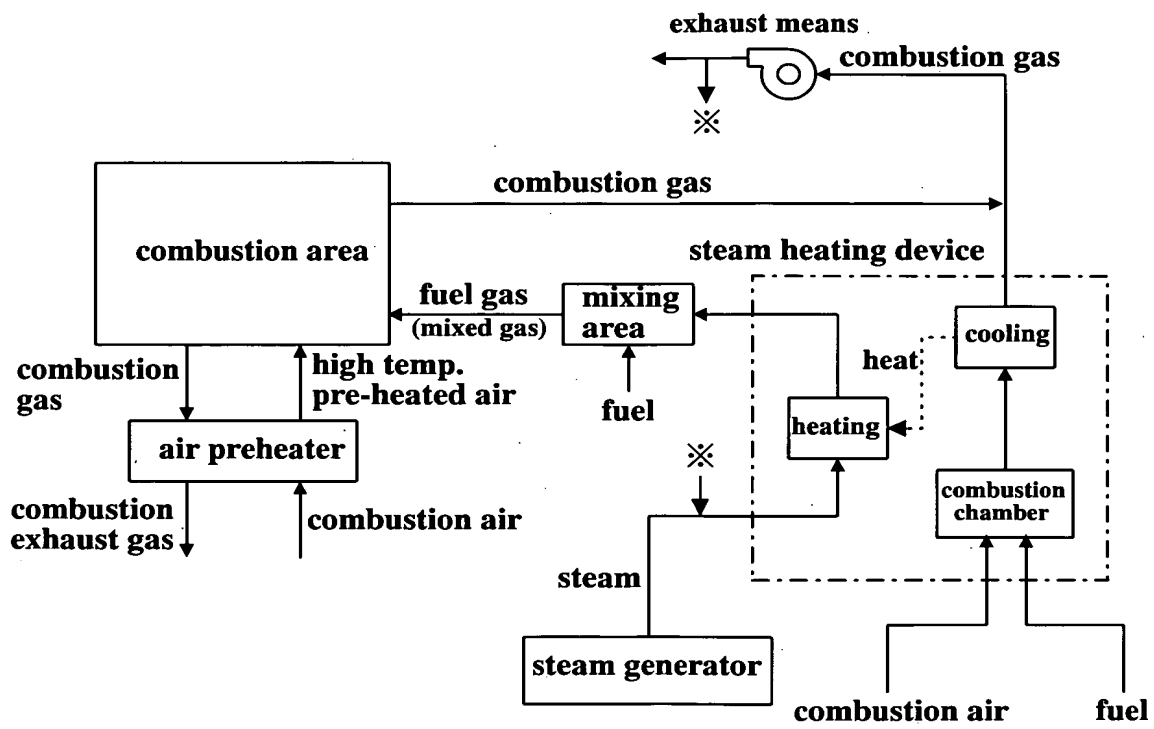 exhaust means
combustion gas
※
combustion gas
combustion area
steam heating device
fuel gas
(mixed gas)
mixing
area
cooling
heat
combustion
gas
high temp.
pre-heated air
fuel
heating
air preheater
※
combustion
chamber
combustion
exhaust gas
combustion air
steam
steam generator
combustion air
fuel